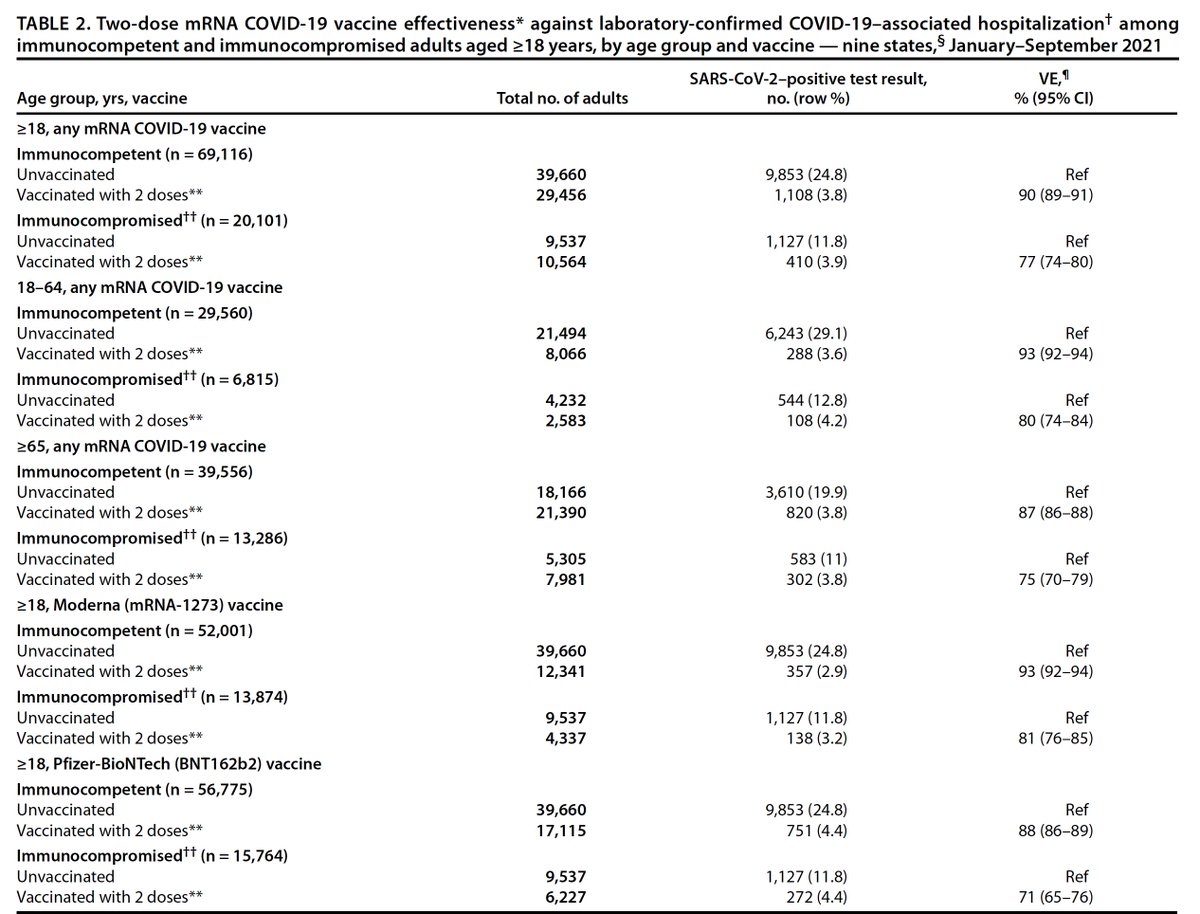 TABLE 2. Two-dose mRNA COVID-19 vaccine effectiveness* against laboratory-confirmed COVID-19–associated hospitalization† among
immunocompetent and immunocompromised adults aged ≥18 years, by age group and vaccine — nine states,§ January–September 2021
SARS-CoV-2–positive test result, VE,¶
Age group, yrs, vaccine Total no. of adults no. (row %) % (95% CI)
≥18, any mRNA COVID-19 vaccine
Immunocompetent (n = 69,116)
Unvaccinated 39,660 9,853 (24.8) Ref
Vaccinated with 2 doses** 29,456 1,108 (3.8) 90 (89–91)
Immunocompromised†† (n = 20,101)
Unvaccinated 9,537 1,127 (11.8) Ref
Vaccinated with 2 doses** 10,564 410 (3.9) 77 (74–80)
18–64, any mRNA COVID-19 vaccine
Immunocompetent (n = 29,560)
Unvaccinated 21,494 6,243 (29.1) Ref
Vaccinated with 2 doses** 8,066 288 (3.6) 93 (92–94)
Immunocompromised†† (n = 6,815)
Unvaccinated 4,232 544 (12.8) Ref
Vaccinated with 2 doses** 2,583 108 (4.2) 80 (74–84)
≥65, any mRNA COVID-19 vaccine
Immunocompetent (n = 39,556)
Unvaccinated 18,166 3,610 (19.9) Ref
Vaccinated with 2 doses** 21,390 820 (3.8) 87 (86–88)
Immunocompromised†† (n = 13,286)
Unvaccinated 5,305 583 (11) Ref
Vaccinated with 2 doses** 7,981 302 (3.8) 75 (70–79)
≥18, Moderna (mRNA-1273) vaccine
Immunocompetent (n = 52,001)
Unvaccinated 39,660 9,853 (24.8) Ref
Vaccinated with 2 doses** 12,341 357 (2.9) 93 (92–94)
Immunocompromised†† (n = 13,874)
Unvaccinated 9,537 1,127 (11.8) Ref
Vaccinated with 2 doses** 4,337 138 (3.2) 81 (76–85)
≥18, Pfizer-BioNTech (BNT162b2) vaccine
Immunocompetent (n = 56,775)
Unvaccinated 39,660 9,853 (24.8) Ref
Vaccinated with 2 doses** 17,115 751 (4.4) 88 (86–89)
Immunocompromised†† (n = 15,764)
Unvaccinated 9,537 1,127 (11.8) Ref
Vaccinated with 2 doses** 6,227 272 (4.4) 71 (65–76)